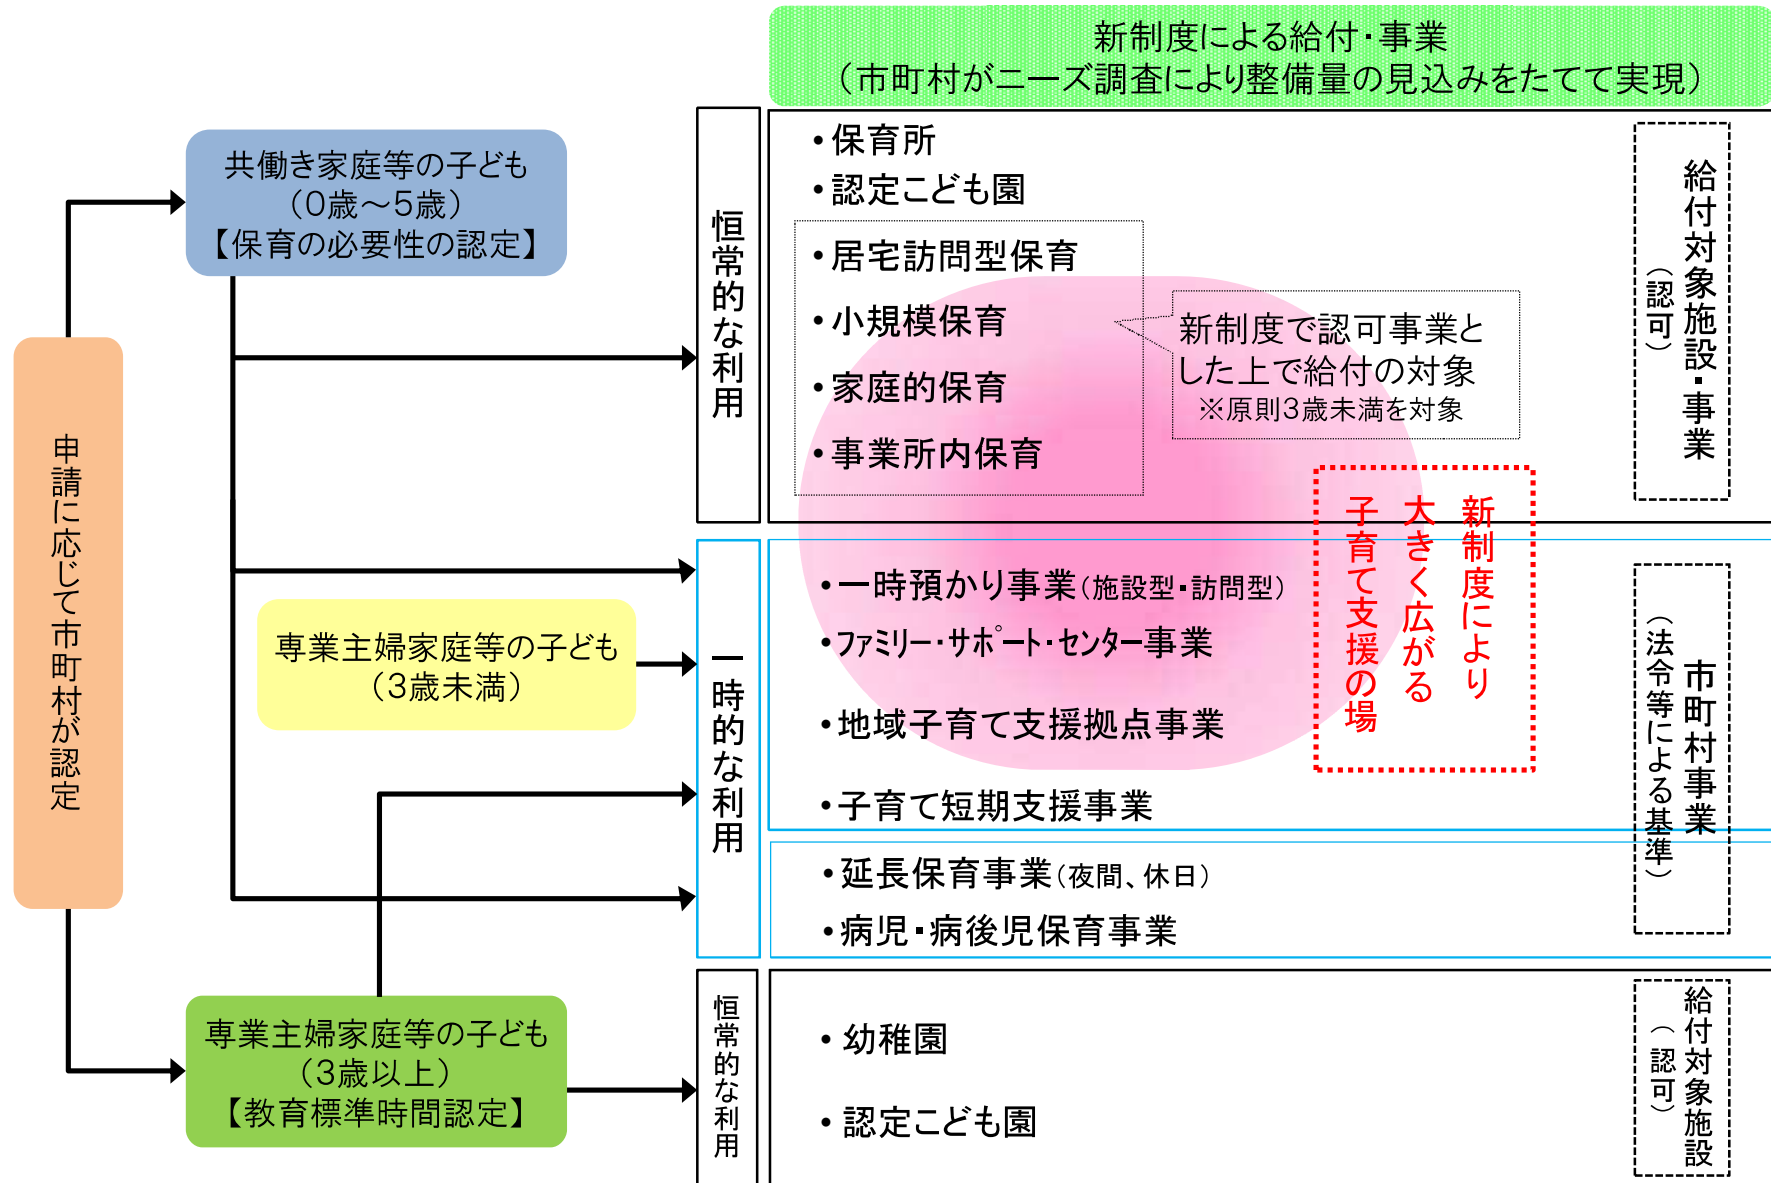 新制度による給付・事業
（市町村がニーズ調査により整備量の見込みをたてて実現）
申請に応じて市町村が認定
共働き家庭等の子ども
（0歳～5歳）
【保育の必要性の認定】
専業主婦家庭等の子ども
（3歳未満）
専業主婦家庭等の子ども
（3歳以上）
【教育標準時間認定】
恒常的な利用
・保育所
・認定こども園
・居宅訪問型保育
・小規模保育
・家庭的保育
・事業所内保育
新制度で認可事業と
した上で給付の対象
※原則3歳未満を対象
給付対象施設・事業
（認可）
新制度により
大きく広がる
子育て支援の場
一時的な利用
・一時預かり事業（施設型・訪問型）
・ファミリー・サポート・センター事業
・地域子育て支援拠点事業
・子育て短期支援事業
・延長保育事業（夜間、休日）
・病児・病後児保育事業
市町村事業
（法令等による基準）
恒常的な利用
・幼稚園
・認定こども園
給付対象施設
（認可）